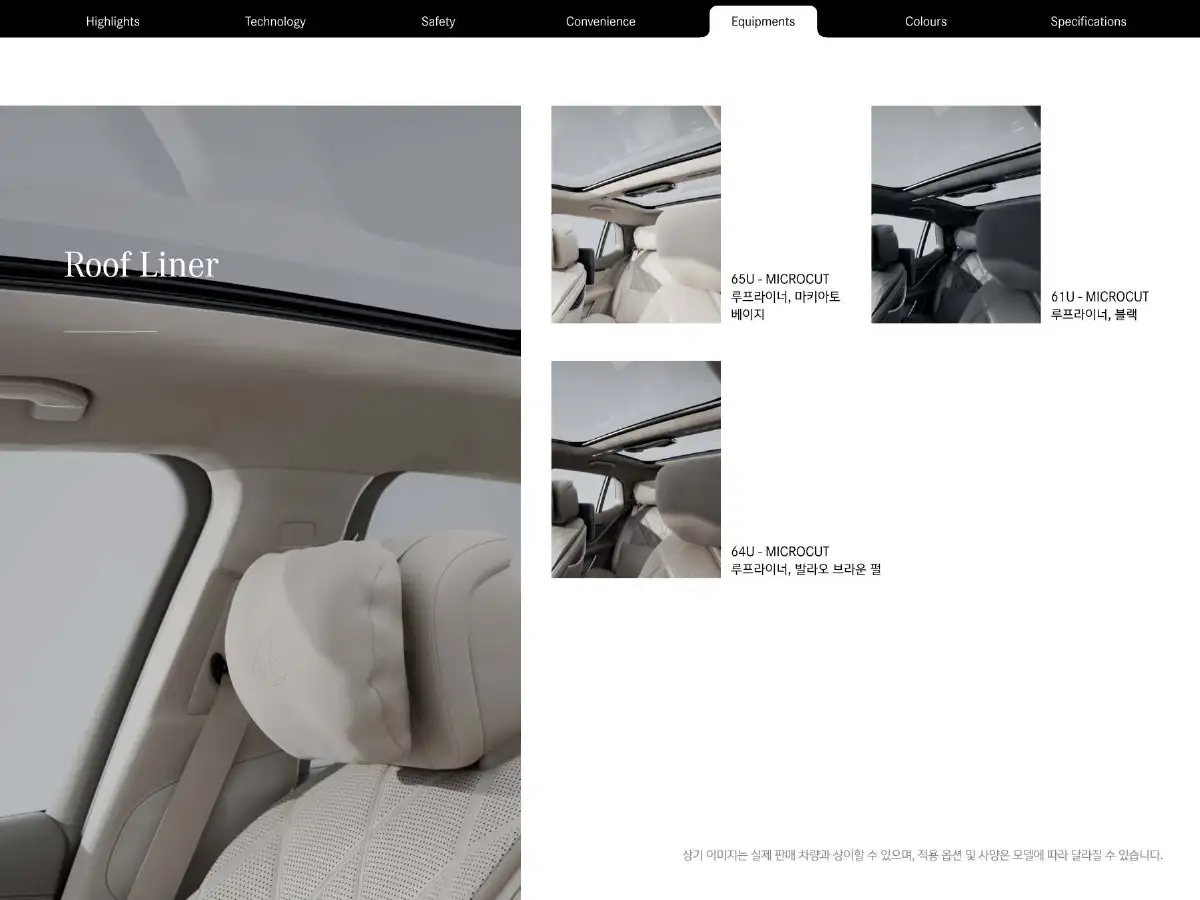 Highlights
Technology
Safety
Convenience
Equipments
Colours
Specifications
Roof Liner
65U - MICROCUT
루프라이너, 마키아토
베이지
61U - MICROCUT
루프라이너, 블랙
64U - MICROCUT
루프라이너, 발라오 브라운 펄
상기 이미지는 실제 판매 차량과 상이할 수 있으며, 적용 옵션 및 사양은 모델에 따라 달라질 수 있습니다.